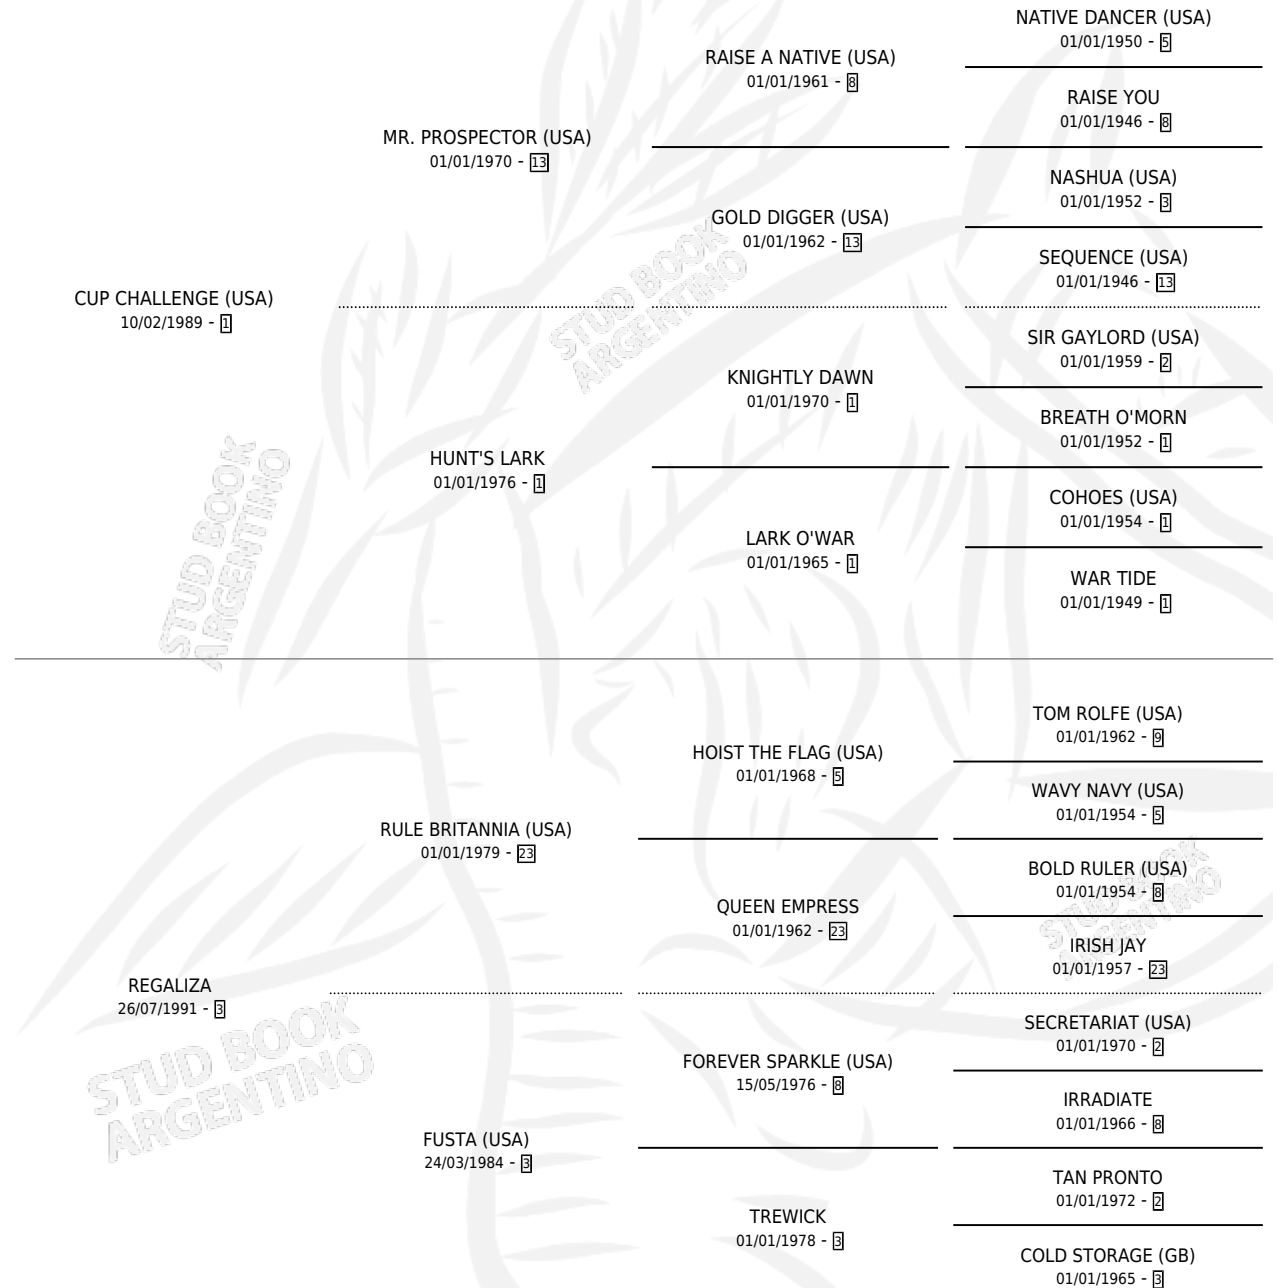 NATIVE DANCER (USA)
01/01/1950 - 5
RAISE A NATIVE (USA)
01/01/1961 - 8
RAISE YOU
01/01/1946 - 8
MR. PROSPECTOR (USA)
01/01/1970 - 13
NASHUA (USA)
01/01/1952 - 3
GOLD DIGGER (USA)
01/01/1962 - 13
SEQUENCE (USA)
01/01/1946 - 13
CUP CHALLENGE (USA)
10/02/1989 - 1
STUD BOOK
ARGENTINO
SIR GAYLORD (USA)
01/01/1959 - 2
KNIGHTLY DAWN
01/01/1970 - 1
BREATH O'MORN
01/01/1952 - 1
HUNT'S LARK
01/01/1976 - 1
COHOES (USA)
01/01/1954 - 1
LARK O'WAR
01/01/1965 - 1
WAR TIDE
01/01/1949 - 1
STUD BOOK
ARGENTINO
TOM ROLFE (USA)
01/01/1962 - 9
HOIST THE FLAG (USA)
01/01/1968 - 5
WAVY NAVY (USA)
01/01/1954 - 5
RULE BRITANNIA (USA)
01/01/1979 - 23
BOLD RULER (USA)
01/01/1954 - 8
QUEEN EMPRESS
01/01/1962 - 23
IRISH JAY
01/01/1957 - 23
STUD BOOK
ARGENTINO
REGALIZA
26/07/1991 - 3
SECRETARIAT (USA)
01/01/1970 - 2
FOREVER SPARKLE (USA)
15/05/1976 - 8
IRRADIATE
01/01/1966 - 8
STUD BOOK
ARGENTINO
FUSTA (USA)
24/03/1984 - 3
TAN PRONTO
01/01/1972 - 2
TREWICK
01/01/1978 - 3
COLD STORAGE (GB)
01/01/1965 - 3